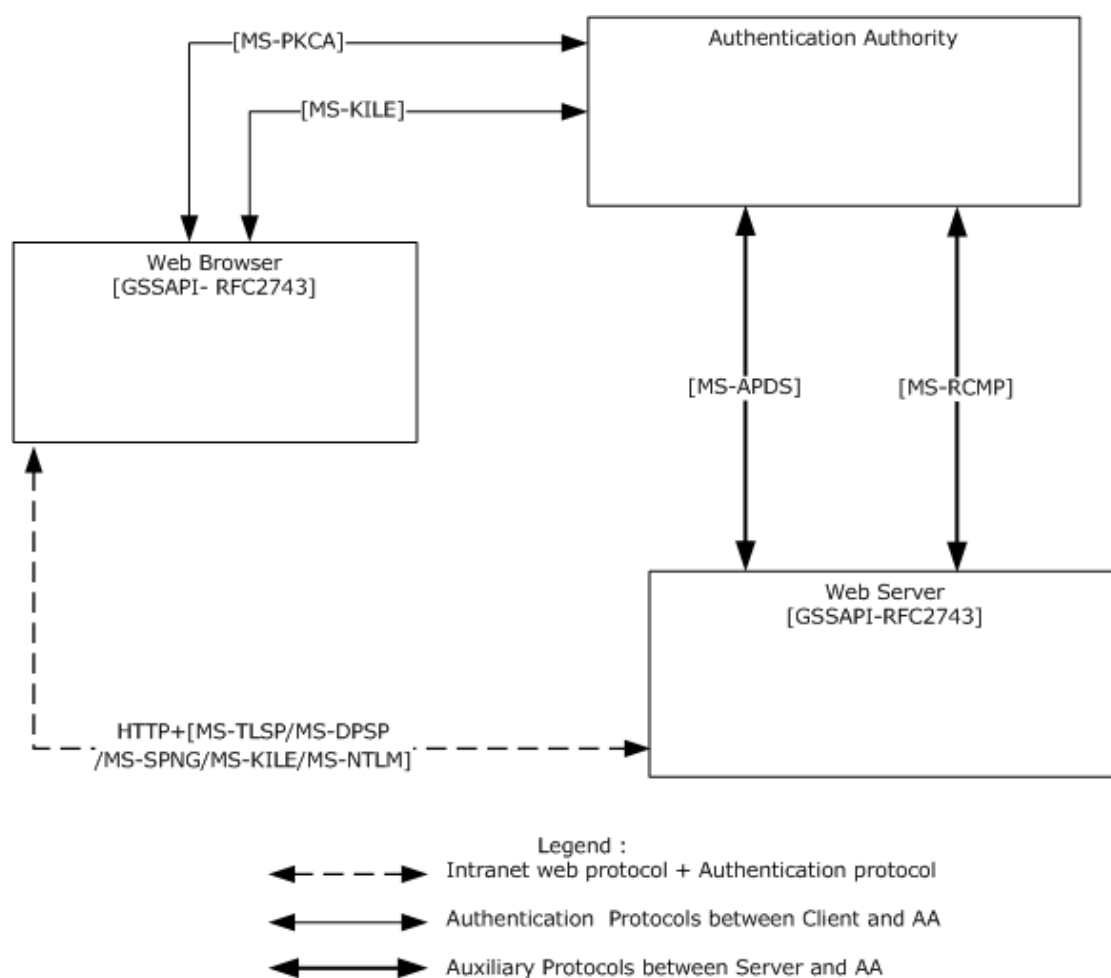 [MS-PKCA]
Authentication Authority
[MS-KILE]
Web Browser
[GSSAPI- RFC2743]
[MS-APDS]
[MS-RCMP]
Web Server
[GSSAPI-RFC2743]
HTTP+[MS-TLSP/MS-DPSP
/MS-SPNG/MS-KILE/MS-NTLM]
Legend :
Intranet web protocol + Authentication protocol
Authentication Protocols between Client and AA
Auxiliary Protocols between Server and AA